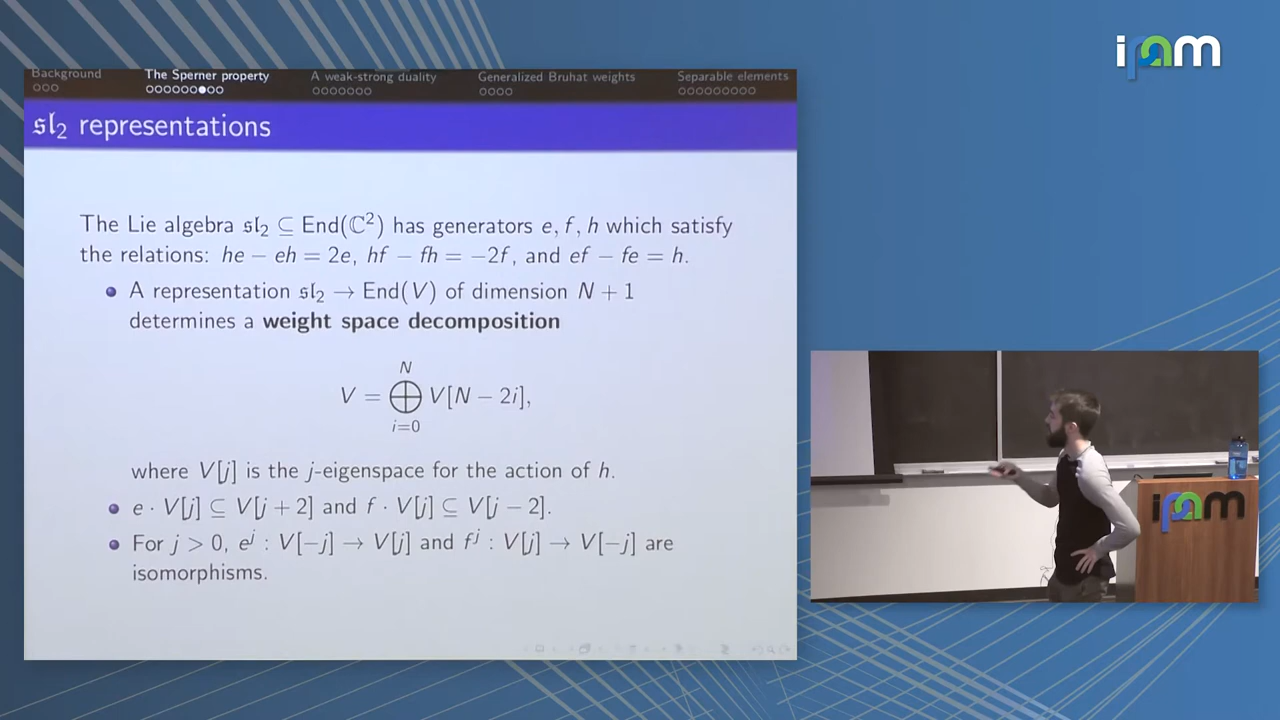 ipam
Background The Sperner property A weak-strong duality Generalized Bruhat weights Separable elements
𝔰𝔩₂ representations
The Lie algebra 𝔰𝔩₂ ⊆ End(ℂ²) has generators e, f, h which satisfy
the relations: he − eh = 2e, hf − fh = −2f, and ef − fe = h.
A representation 𝔰𝔩₂ → End(V) of dimension N + 1
determines a weight space decomposition
V = ⊕_{i=0}^{N} V[N − 2i],
where V[j] is the j-eigenspace for the action of h.
e · V[j] ⊆ V[j + 2] and f · V[j] ⊆ V[j − 2].
For j > 0, eʲ : V[−j] → V[j] and fʲ : V[j] → V[−j] are
isomorphisms.
ipam